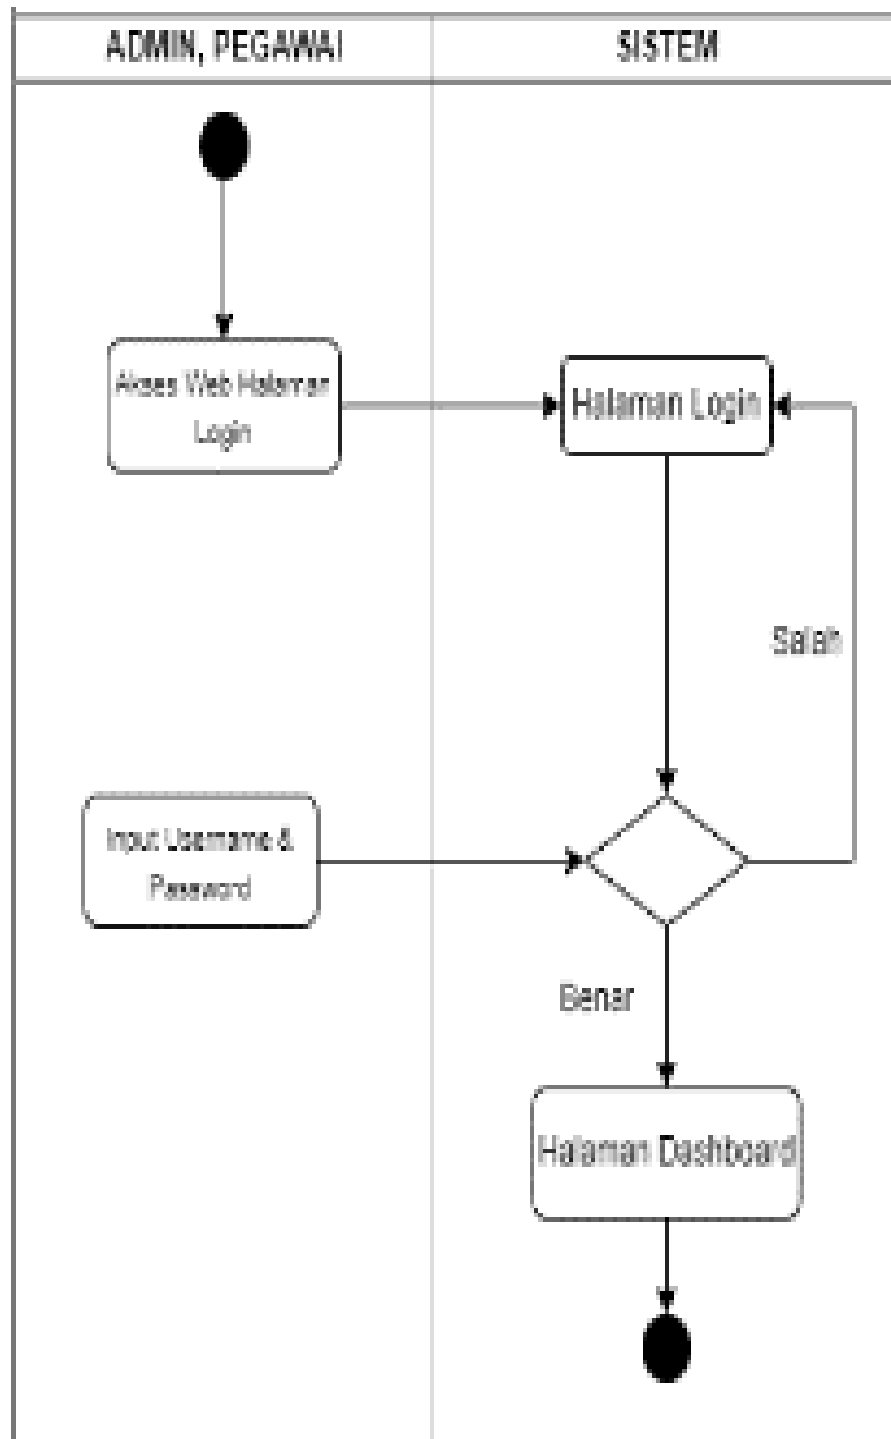 ADMIN, PEGAWAI
SISTEM
Akses Web Halaman
Login
Halaman Login
Salah
Input Username &
Password
Benar
Halaman Dashboard